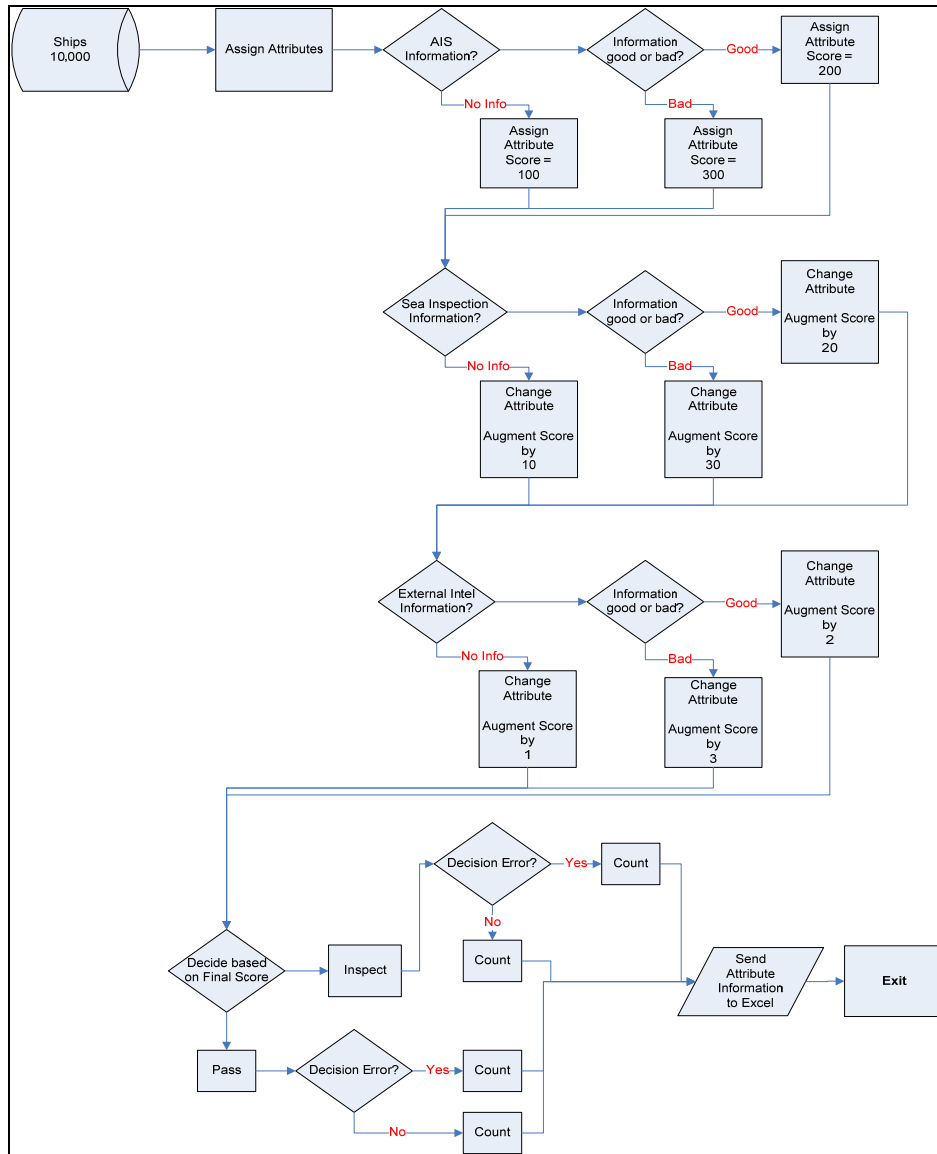 Ships
10,000
Assign Attributes
AIS
Information?
Information
good or bad?
Good
Assign
Attribute
Score =
200
No Info
Bad
Assign
Attribute
Score =
100
Assign
Attribute
Score =
300
Sea Inspection
Information?
Information
good or bad?
Good
Change
Attribute
Augment Score
by
20
No Info
Bad
Change
Attribute
Augment Score
by
10
Change
Attribute
Augment Score
by
30
External Intel
Information?
Information
good or bad?
Good
Change
Attribute
Augment Score
by
2
No Info
Bad
Change
Attribute
Augment Score
by
1
Change
Attribute
Augment Score
by
3
Decision Error?
Yes
Count
No
Decide based
on Final Score
Inspect
Count
Send
Attribute
Information
to Excel
Exit
Pass
Decision Error?
Yes
Count
No
Count